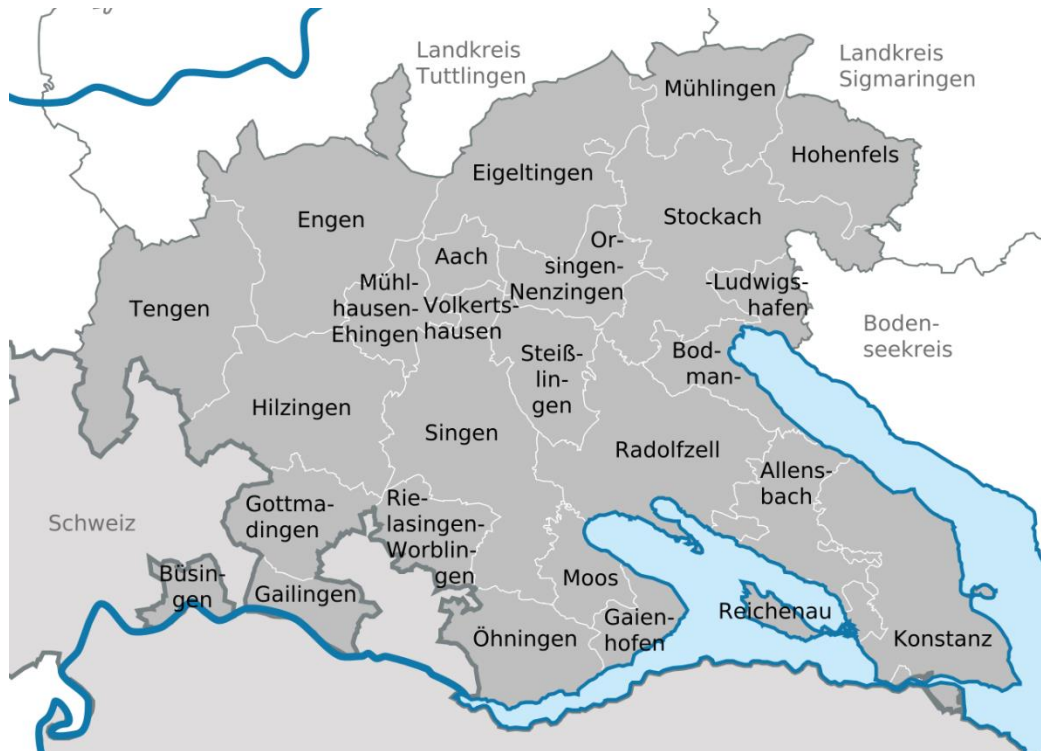 Landkreis
Tuttlingen
Landkreis
Sigmaringen
Mühlingen
Hohenfels
Eigeltingen
Engen
Stockach
Aach
Or-
singen-
Nenzingen
Mühl-
hausen-
Ehingen
Volkerts-
hausen
-Ludwigs-
hafen
Tengen
Boden-
seekreis
Steiß-
lin-
gen
Bod-
man-
Hilzingen
Singen
Radolfzell
Allens-
bach
Gottma-
dingen
Rie-
lasingen-
Worblin-
gen
Schweiz
Büsin-
gen
Gailingen
Moos
Gaien-
hofen
Reichenau
Öhningen
Konstanz